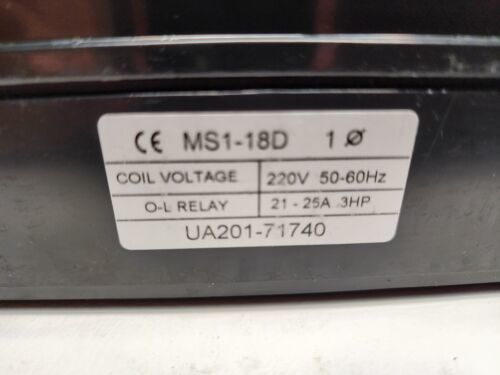 CE MS1-18D 1 Ø
COIL VOLTAGE 220V 50-60Hz
O-L RELAY 21 - 25A 3HP
UA201-71740